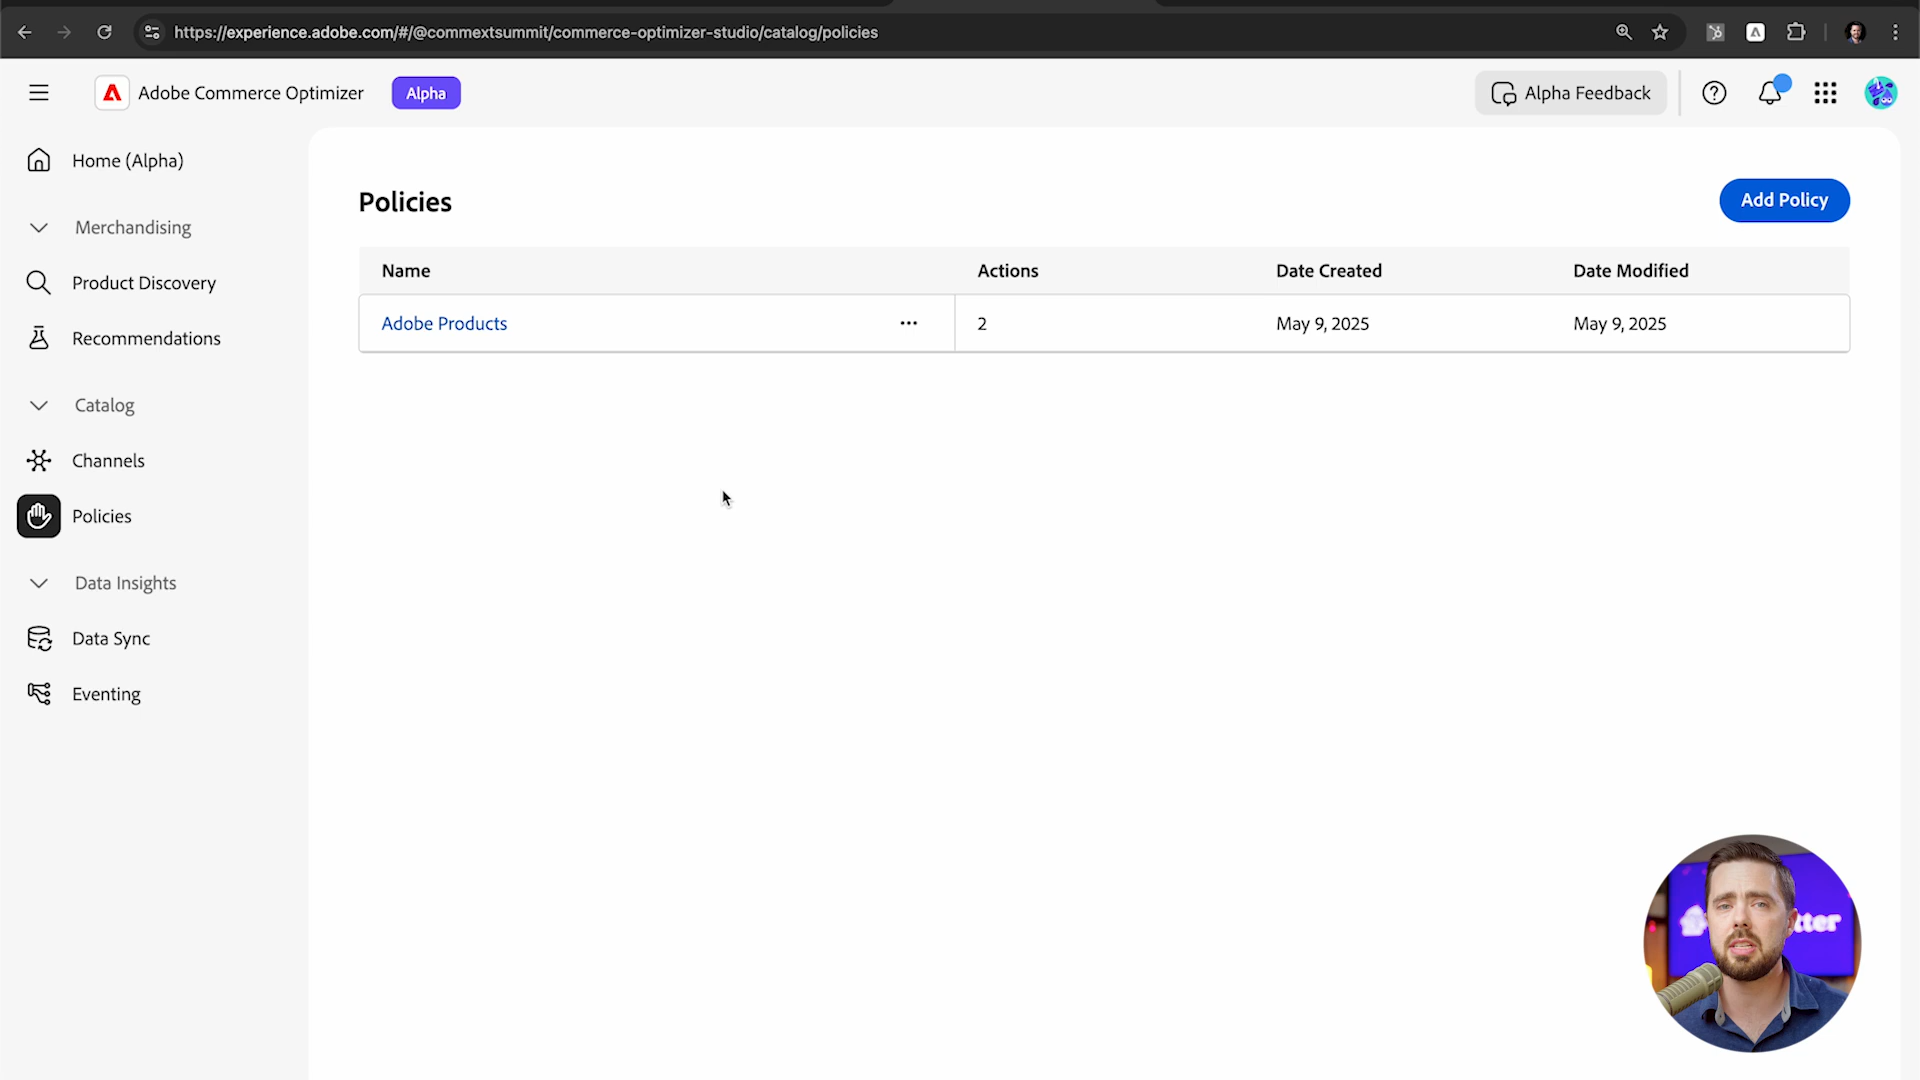 https://experience.adobe.com/#/@commextsummit/commerce-optimizer-studio/catalog/policies
Adobe Commerce Optimizer
Alpha
Alpha Feedback
Home (Alpha)
Merchandising
Product Discovery
Recommendations
Catalog
Channels
Policies
Data Insights
Data Sync
Eventing
Policies
Add Policy
Name
Actions
Date Created
Date Modified
Adobe Products
2
May 9, 2025
May 9, 2025